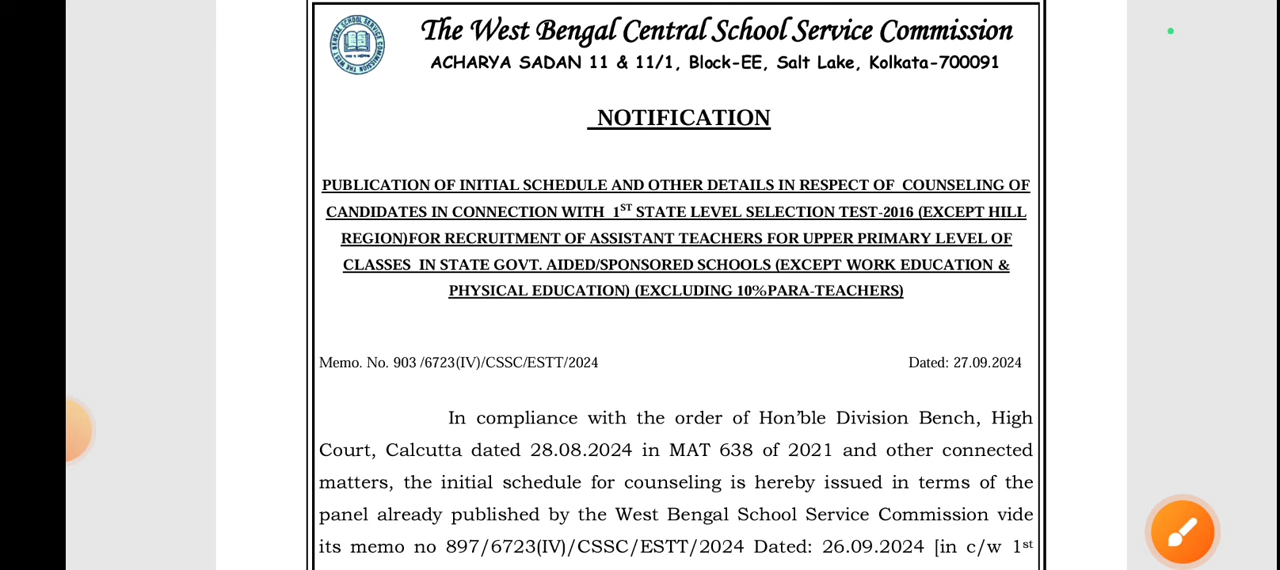 The West Bengal Central School Service Commission
ACHARYA SADAN 11 & 11/1, Block-EE, Salt Lake, Kolkata-700091
NOTIFICATION
PUBLICATION OF INITIAL SCHEDULE AND OTHER DETAILS IN RESPECT OF COUNSELING OF
CANDIDATES IN CONNECTION WITH 1ST STATE LEVEL SELECTION TEST-2016 (EXCEPT HILL
REGION)FOR RECRUITMENT OF ASSISTANT TEACHERS FOR UPPER PRIMARY LEVEL OF
CLASSES IN STATE GOVT. AIDED/SPONSORED SCHOOLS (EXCEPT WORK EDUCATION &
PHYSICAL EDUCATION) (EXCLUDING 10%PARA-TEACHERS)
Memo. No. 903 /6723(IV)/CSSC/ESTT/2024 Dated: 27.09.2024
In compliance with the order of Hon’ble Division Bench, High
Court, Calcutta dated 28.08.2024 in MAT 638 of 2021 and other connected
matters, the initial schedule for counseling is hereby issued in terms of the
panel already published by the West Bengal School Service Commission vide
its memo no 897/6723(IV)/CSSC/ESTT/2024 Dated: 26.09.2024 [in c/w 1st